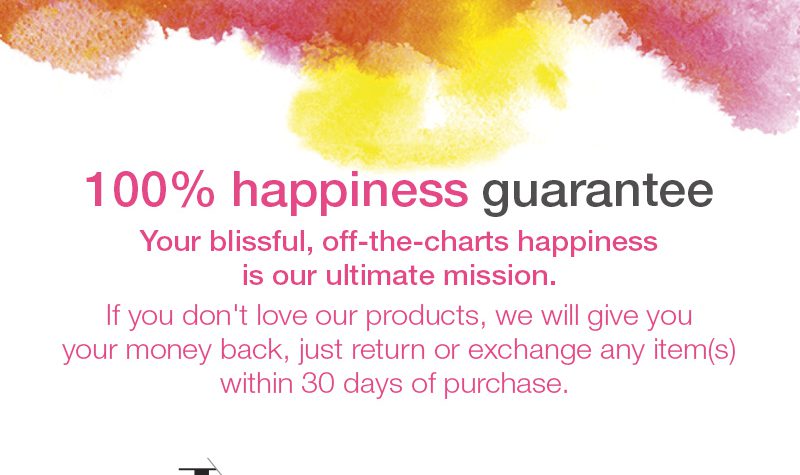 100% happiness guarantee
Your blissful, off-the-charts happiness
is our ultimate mission.
If you don't love our products, we will give you
your money back, just return or exchange any item(s)
within 30 days of purchase.